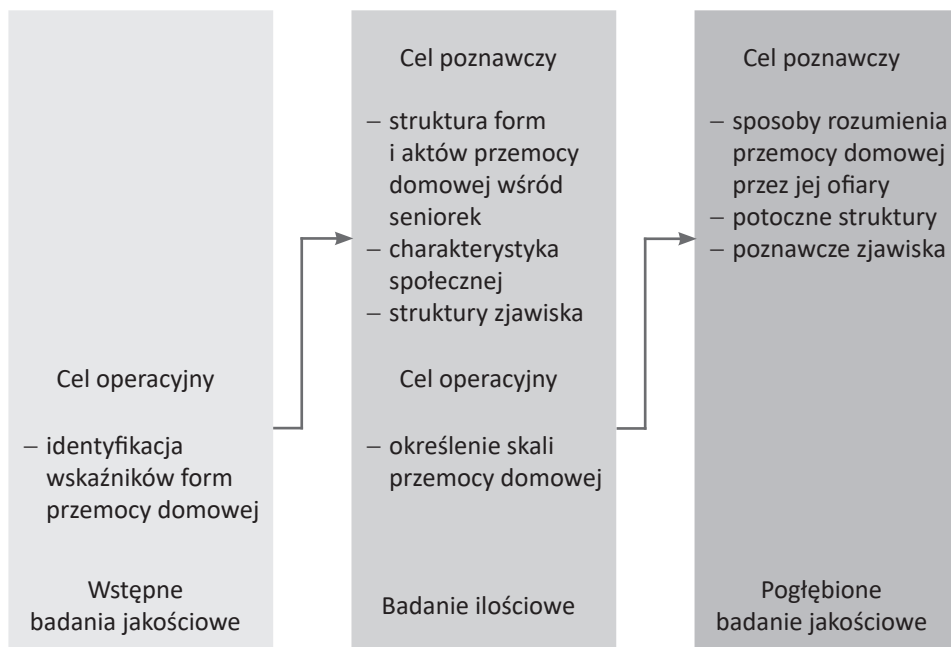 Cel operacyjny
– identyfikacja
wskaźników form
przemocy domowej
Wstępne
badania jakościowe
Cel poznawczy
– struktura form
i aktów przemocy
domowej wśród
seniorek
– charakterystyka
społecznej
– struktury zjawiska
Cel operacyjny
– określenie skali
przemocy domowej
Badanie ilościowe
Cel poznawczy
– sposoby rozumienia
przemocy domowej
przez jej ofiary
– potoczne struktury
– poznawcze zjawiska
Pogłębione
badanie jakościowe